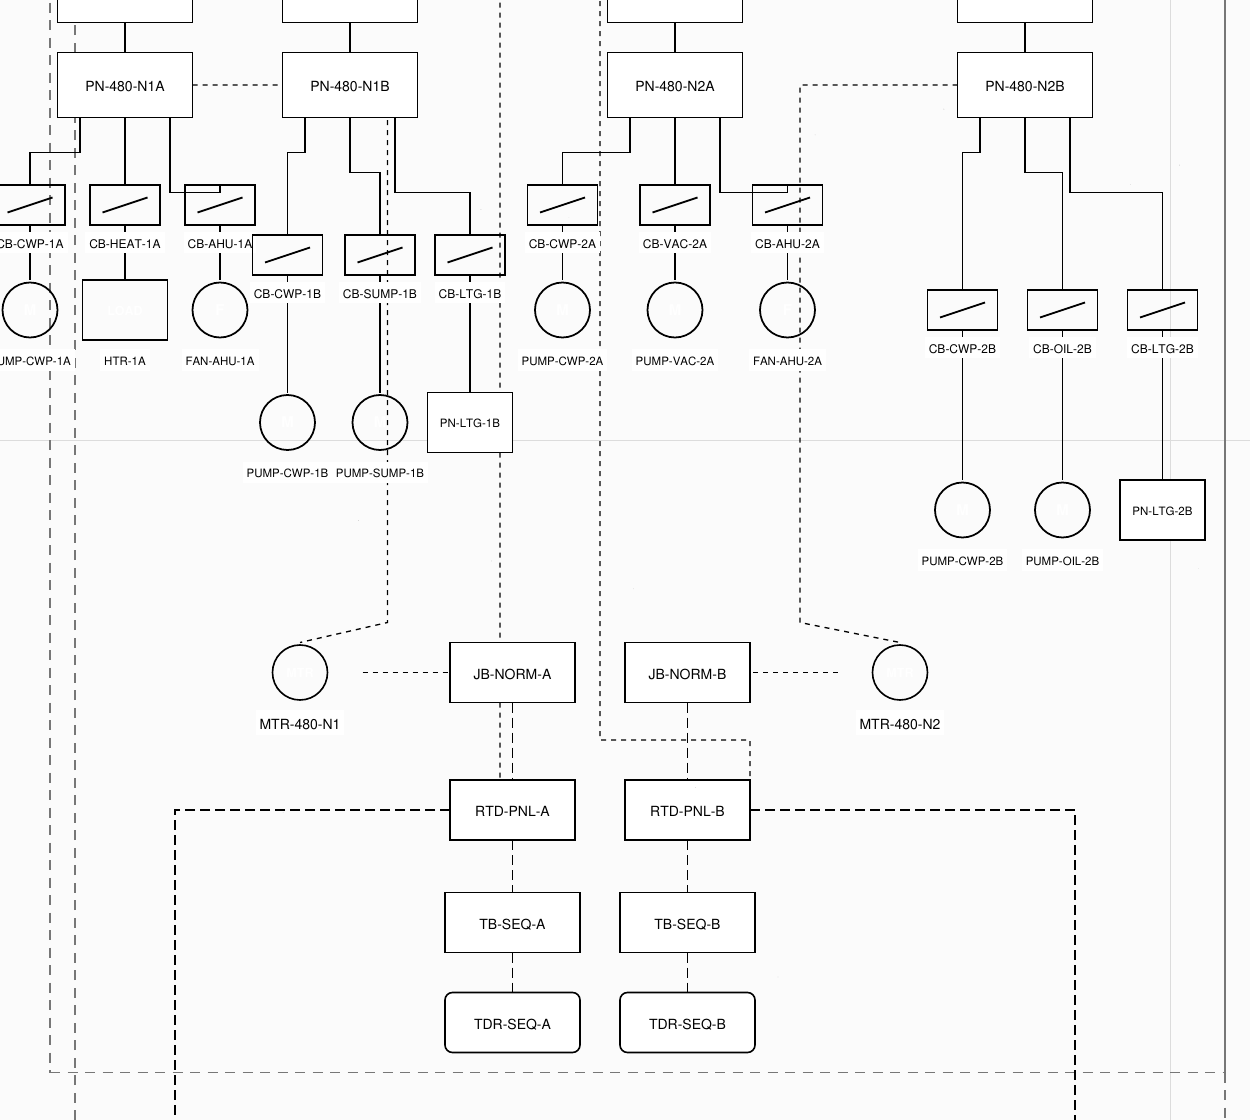 PN-480-N1A
PN-480-N1B
PN-480-N2A
PN-480-N2B
CB-CWP-1A
CB-HEAT-1A
CB-AHU-1A
CB-CWP-2A
CB-VAC-2A
CB-AHU-2A
CB-CWP-1B
CB-SUMP-1B
CB-LTG-1B
CB-CWP-2B
CB-OIL-2B
CB-LTG-2B
UMP-CWP-1A
HTR-1A
FAN-AHU-1A
PUMP-CWP-2A
PUMP-VAC-2A
FAN-AHU-2A
PN-LTG-1B
PUMP-CWP-1B
PUMP-SUMP-1B
PN-LTG-2B
PUMP-CWP-2B
PUMP-OIL-2B
JB-NORM-A
JB-NORM-B
MTR-480-N1
MTR-480-N2
RTD-PNL-A
RTD-PNL-B
TB-SEQ-A
TB-SEQ-B
TDR-SEQ-A
TDR-SEQ-B